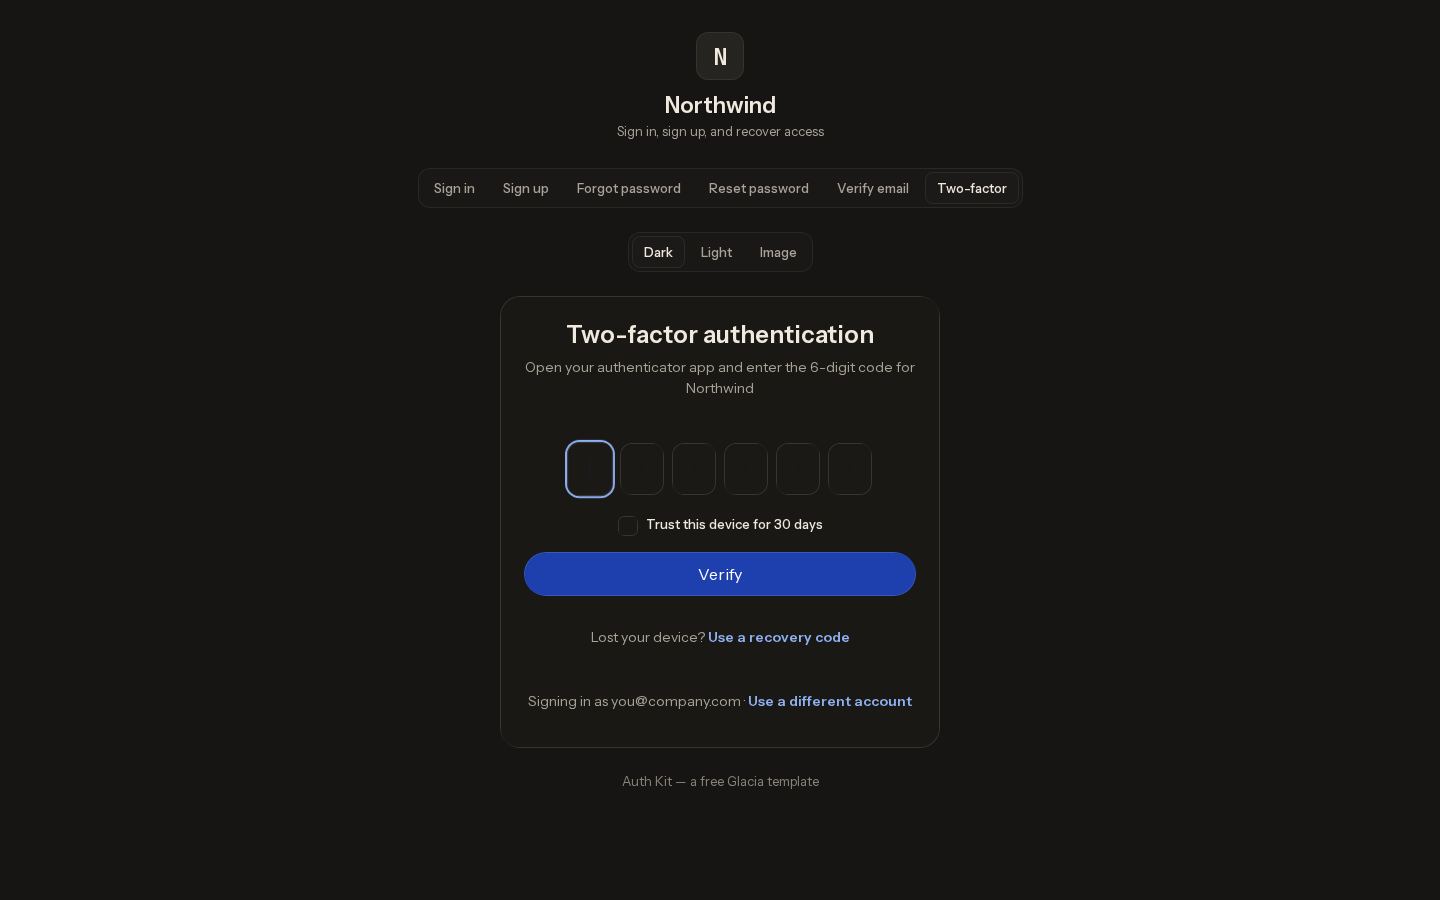 N
Northwind
Sign in, sign up, and recover access
Sign in Sign up Forgot password Reset password Verify email Two-factor
Dark Light Image
Two-factor authentication
Open your authenticator app and enter the 6-digit code for
Northwind
Trust this device for 30 days
Verify
Lost your device? Use a recovery code
Signing in as you@company.com · Use a different account
Auth Kit — a free Glacia template